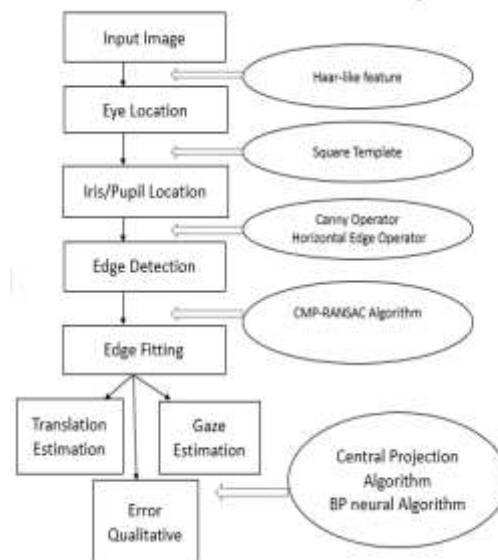 Input Image
Haar-like feature
Eye Location
Square Template
Iris/Pupil Location
Canny Operator
Horizontal Edge Operator
Edge Detection
CMP-RANSAC Algorithm
Edge Fitting
Translation
Estimation
Gaze
Estimation
Central Projection
Algorithm
BP neural Algorithm
Error
Qualitative